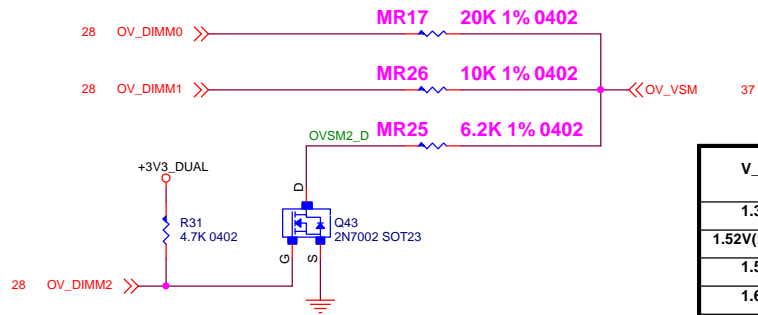 MR17 20K 1% 0402
28 OV_DIMM0
MR26 10K 1% 0402
28 OV_DIMM1
OV_VSM 37
MR25 6.2K 1% 0402
OVSM2_D
+3V3_DUAL
D
R31
4.7K 0402
Q43
2N7002 SOT23
G
S
28 OV_DIMM2
V_
1.3
1.52V(
1.5
1.6